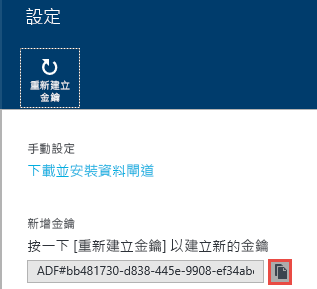 設定
重新建立
金鑰
手動設定
下載並安裝資料閘道
新增金鑰
按一下 [重新建立金鑰] 以建立新的金鑰
ADF#bb481730-d838-445e-9908-ef34abc